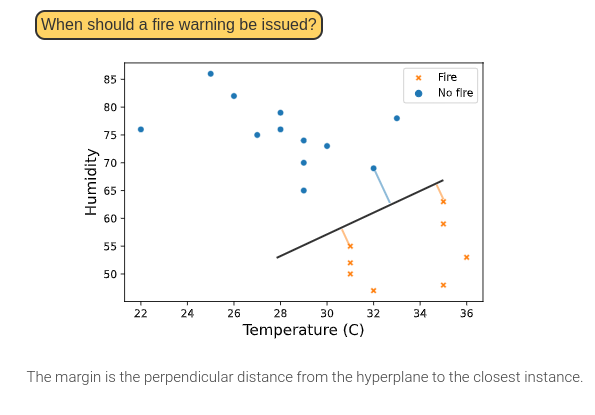 When should a fire warning be issued?
Fire
No fire
85
80
75
70
65
60
55
50
Humidity
22 24 26 28 30 32 34 36
Temperature (C)
The margin is the perpendicular distance from the hyperplane to the closest instance.